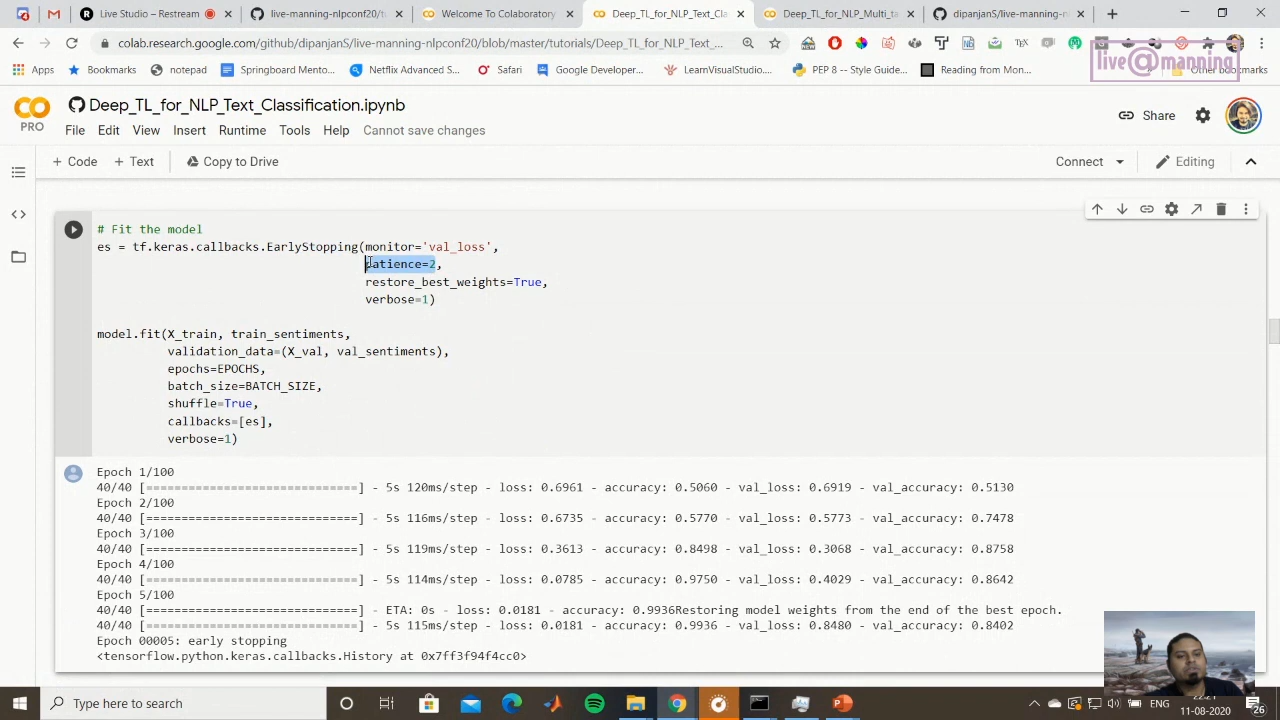 Riva Live Studio -
dipanjanS/manning-nlpconf20/t
Welcome To Colaboratory
Deep_TL_for_NLP_Text_Cla
Deep_TL_for_NLP_Multi_ta
dipanjanS/manning-nlpconf20/
colab.research.google.com/github/dipanjanS/manning-nlpconf20/blob/master/tutorials/Deep_TL_for_NLP_Text_...
live@manning
Apps
Bookmarks
notepad
Springboard Mento...
Netflix Advanced S...
Safari
Google Developer...
LearnVisualStudio...
PEP 8 -- Style Guide...
Reading from Mon...
Other bookmarks
PRO
Deep_TL_for_NLP_Text_Classification.ipynb
Share
File Edit View Insert Runtime Tools Help Cannot save changes
+ Code + Text Copy to Drive
Connect
Editing
# Fit the model
es = tf.keras.callbacks.EarlyStopping(monitor='val_loss',
patience=2,
restore_best_weights=True,
verbose=1)
model.fit(X_train, train_sentiments,
validation_data=(X_val, val_sentiments),
epochs=EPOCHS,
batch_size=BATCH_SIZE,
shuffle=True,
callbacks=[es],
verbose=1)
Epoch 1/100
40/40 [==============================] - 5s 120ms/step - loss: 0.6961 - accuracy: 0.5060 - val_loss: 0.6919 - val_accuracy: 0.5130
Epoch 2/100
40/40 [==============================] - 5s 116ms/step - loss: 0.6735 - accuracy: 0.5770 - val_loss: 0.5773 - val_accuracy: 0.7478
Epoch 3/100
40/40 [==============================] - 5s 119ms/step - loss: 0.3613 - accuracy: 0.8498 - val_loss: 0.3068 - val_accuracy: 0.8758
Epoch 4/100
40/40 [==============================] - 5s 114ms/step - loss: 0.0785 - accuracy: 0.9750 - val_loss: 0.4029 - val_accuracy: 0.8642
Epoch 5/100
40/40 [==============================] - ETA: 0s - loss: 0.0181 - accuracy: 0.9936Restoring model weights from the end of the best epoch.
40/40 [==============================] - 5s 115ms/step - loss: 0.0181 - accuracy: 0.9936 - val_loss: 0.8480 - val_accuracy: 0.8402
Epoch 00005: early stopping
<tensorflow.python.keras.callbacks.History at 0x7ff3f94f4cc0>
Type here to search
ENG
11-08-2020
26